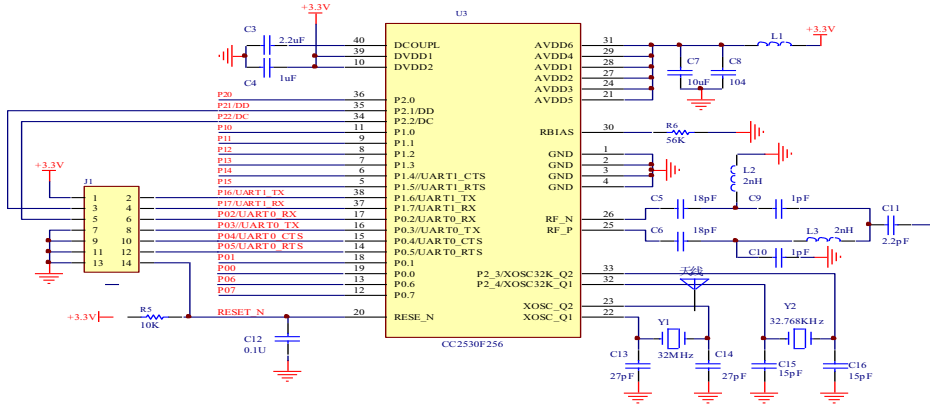 +3.3V
U3
C3
2.2uF
C4
1uF
40 DCOUPL
39 DVDD1
10 DVDD2
AVDD6 31
AVDD4 29
AVDD1 28
AVDD2 27
AVDD3 24
AVDD5 21
L1
+3.3V
C7
10uF
C8
104
P20 36 P2.0
P21/DD 35 P2.1/DD
P22/DC 34 P2.2/DC
P10 11 P1.0
P11 9 P1.1
P12 8 P1.2
P13 7 P1.3
P14 6 P1.4//UART1_CTS
P15 5 P1.5//UART1_RTS
P16/UART1_TX 38 P1.6/UART1_TX
P17/UART1_RX 37 P1.7/UART1_RX
P02/UART0_RX 17 P0.2/UART0_RX
P03//UART0_TX 16 P0.3//UART0_TX
P04/UART0_CTS 15 P0.4/UART0_CTS
P05/UART0_RTS 14 P0.5/UART0_RTS
P01 18 P0.1
P00 19 P0.0
P06 13 P0.6
P07 12 P0.7
RESET_N 20 RESE_N
RBIAS 30
R6
56K
GND 1
GND 2
GND 3
GND 4
L2
2nH
RF_N 26
RF_P 25
C5
18pF
C9
1pF
C6
18pF
L3
2nH
C10
1pF
C11
2.2pF
P2_3/XOSC32K_Q2 33
P2_4/XOSC32K_Q1 32
天线
XOSC_Q2 23
XOSC_Q1 22
Y1
32MHz
Y2
32.768KHz
C13
27pF
C14
27pF
C15
15pF
C16
15pF
+3.3V
J1
1 2
3 4
5 6
7 8
9 10
11 12
13 14
+3.3V
R5
10K
C12
0.1U
CC2530F256